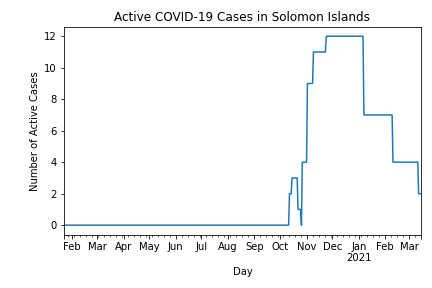 Active COVID-19 Cases in Solomon Islands
Number of Active Cases
12
10
8
6
4
2
0
Feb Mar Apr May Jun Jul Aug Sep Oct Nov Dec Jan Feb Mar
2021
Day